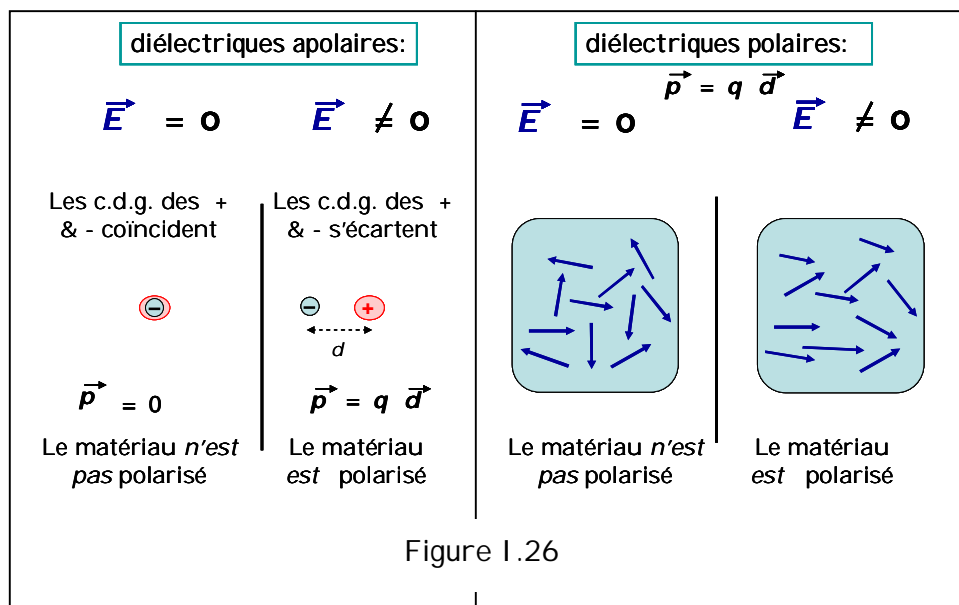 diélectriques apolaires:
E = 0
E ≠ 0
Les c.d.g. des +
& - coïncident
Les c.d.g. des +
& - s'écartent
−
− +
d
p = 0
p = q d
Le matériau n'est
pas polarisé
Le matériau
est polarisé
diélectriques polaires:
p = q d
E = 0
E ≠ 0
Le matériau n'est
pas polarisé
Le matériau
est polarisé
Figure I.26